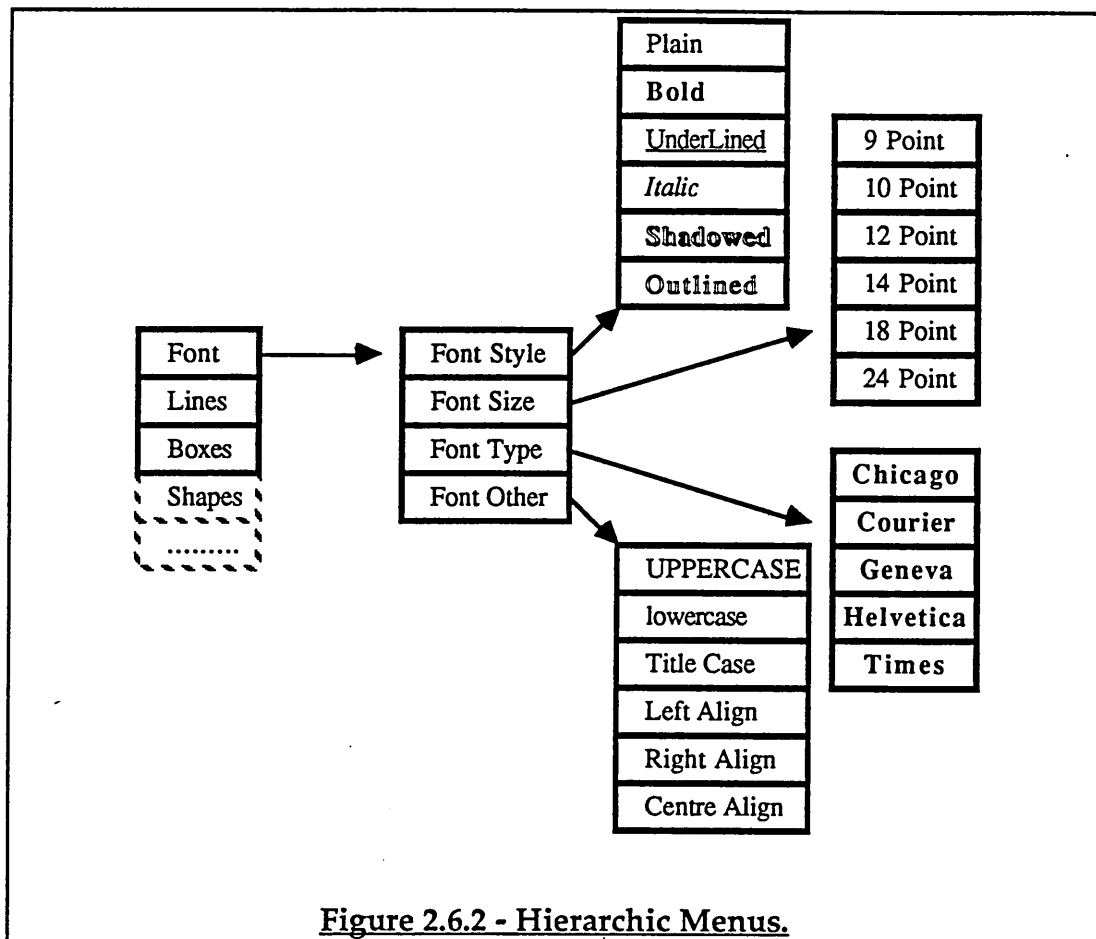 Plain
Bold
UnderLined
Italic
Shadowed
Outlined
9 Point
10 Point
12 Point
14 Point
18 Point
24 Point
Font
Lines
Boxes
Shapes
.........
Font Style
Font Size
Font Type
Font Other
Chicago
Courier
Geneva
Helvetica
Times
UPPERCASE
lowercase
Title Case
Left Align
Right Align
Centre Align
Figure 2.6.2 - Hierarchic Menus.